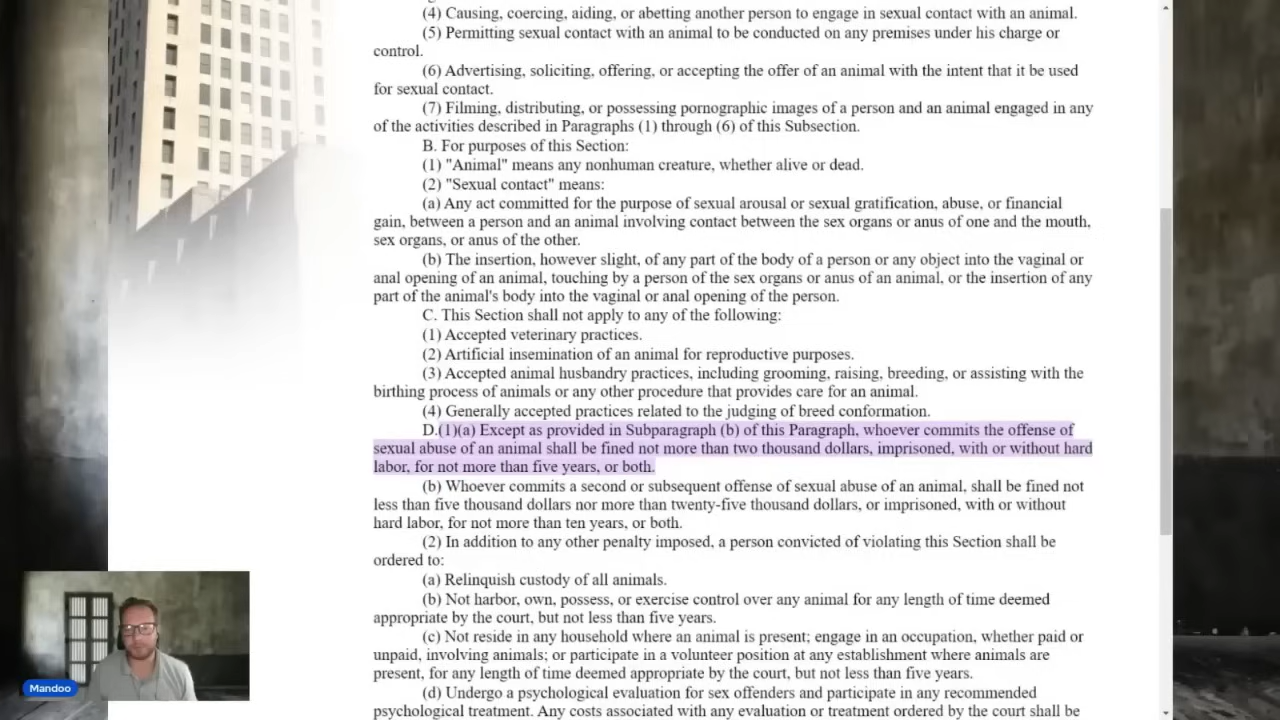 (4) Causing, coercing, aiding, or abetting another person to engage in sexual contact with an animal.
(5) Permitting sexual contact with an animal to be conducted on any premises under his charge or
control.
(6) Advertising, soliciting, offering, or accepting the offer of an animal with the intent that it be used
for sexual contact.
(7) Filming, distributing, or possessing pornographic images of a person and an animal engaged in any
of the activities described in Paragraphs (1) through (6) of this Subsection.
B. For purposes of this Section:
(1) "Animal" means any nonhuman creature, whether alive or dead.
(2) "Sexual contact" means:
(a) Any act committed for the purpose of sexual arousal or sexual gratification, abuse, or financial
gain, between a person and an animal involving contact between the sex organs or anus of one and the mouth,
sex organs, or anus of the other.
(b) The insertion, however slight, of any part of the body of a person or any object into the vaginal or
anal opening of an animal, touching by a person of the sex organs or anus of an animal, or the insertion of any
part of the animal's body into the vaginal or anal opening of the person.
C. This Section shall not apply to any of the following:
(1) Accepted veterinary practices.
(2) Artificial insemination of an animal for reproductive purposes.
(3) Accepted animal husbandry practices, including grooming, raising, breeding, or assisting with the
birthing process of animals or any other procedure that provides care for an animal.
(4) Generally accepted practices related to the judging of breed conformation.
D.(1)(a) Except as provided in Subparagraph (b) of this Paragraph, whoever commits the offense of
sexual abuse of an animal shall be fined not more than two thousand dollars, imprisoned, with or without hard
labor, for not more than five years, or both.
(b) Whoever commits a second or subsequent offense of sexual abuse of an animal, shall be fined not
less than five thousand dollars nor more than twenty-five thousand dollars, or imprisoned, with or without
hard labor, for not more than ten years, or both.
(2) In addition to any other penalty imposed, a person convicted of violating this Section shall be
ordered to:
(a) Relinquish custody of all animals.
(b) Not harbor, own, possess, or exercise control over any animal for any length of time deemed
appropriate by the court, but not less than five years.
(c) Not reside in any household where an animal is present; engage in an occupation, whether paid or
unpaid, involving animals; or participate in a volunteer position at any establishment where animals are
present, for any length of time deemed appropriate by the court, but not less than five years.
(d) Undergo a psychological evaluation for sex offenders and participate in any recommended
psychological treatment. Any costs associated with any evaluation or treatment ordered by the court shall be
Mandoo